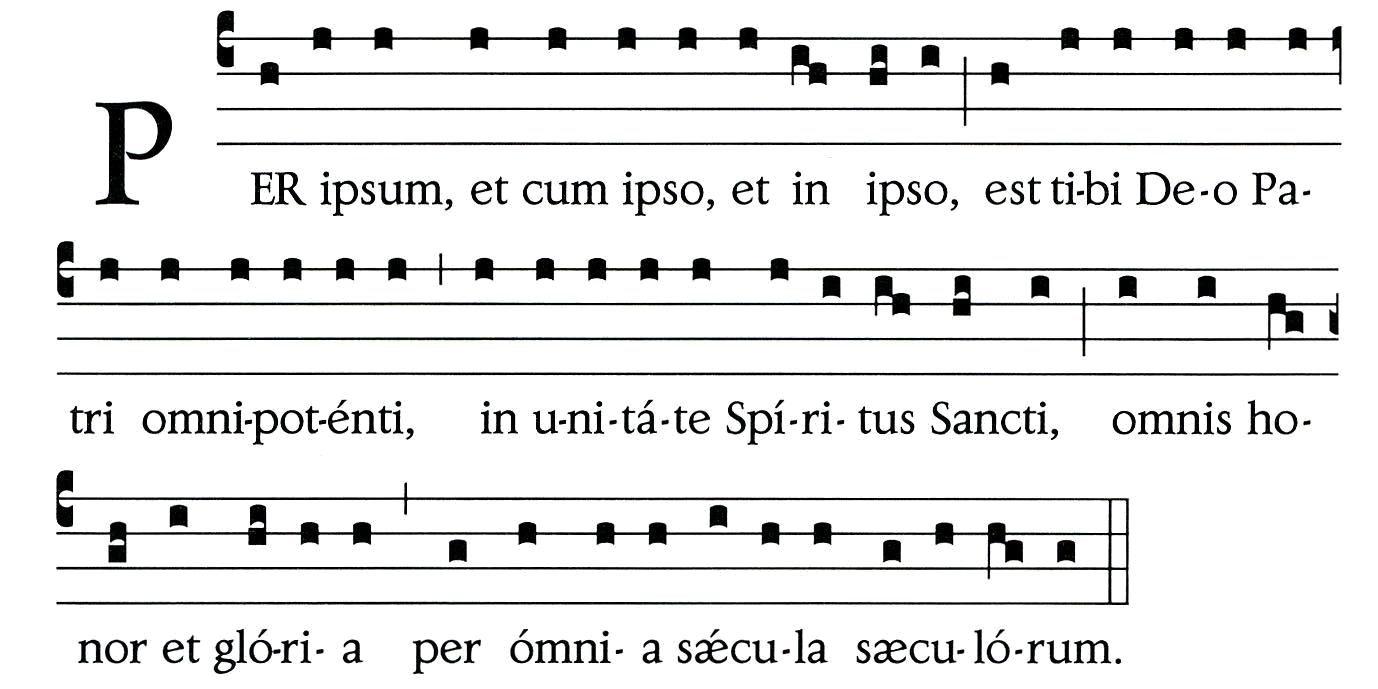 PER ipsum, et cum ipso, et in ipso, est ti-bi De-o Pa-
tri omni-pot-énti, in u-ni-tá-te Spí-ri-tus Sancti, omnis ho-
nor et gló-ri-a per ómni-a sǽcu-la sæcu-ló-rum.